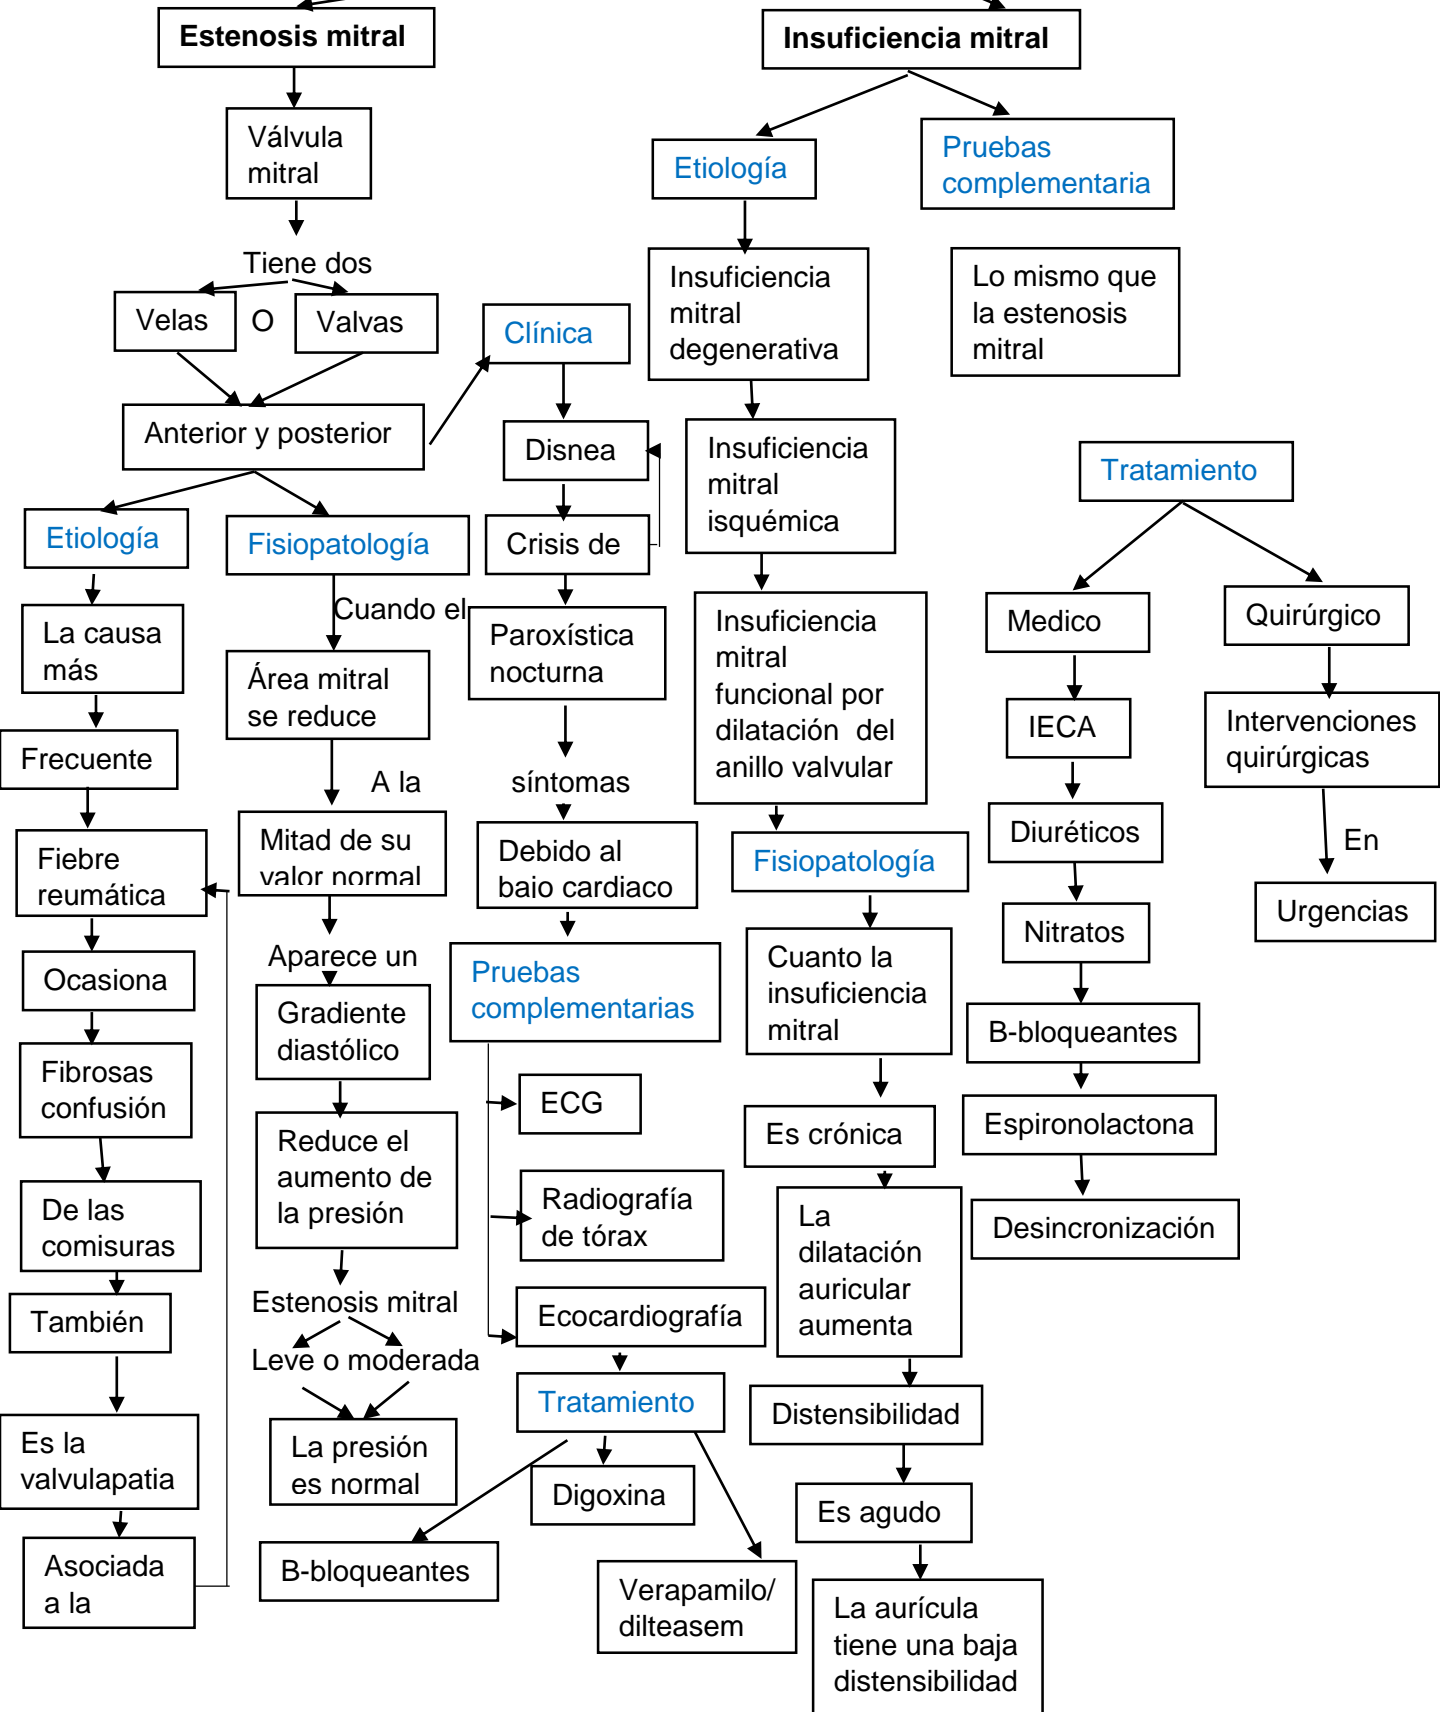 Estenosis mitral
Válvula
mitral
Tiene dos
Velas
O
Valvas
Anterior y posterior
Etiología
La causa
más
Frecuente
Fiebre
reumática
Ocasiona
Fibrosas
confusión
De las
comisuras
También
Es la
valvulapatia
Asociada
a la
Fisiopatología
Cuando el
Área mitral
se reduce
A la
Mitad de su
valor normal
Aparece un
Gradiente
diastólico
Reduce el
aumento de
la presión
Estenosis mitral
Leve o moderada
La presión
es normal
Clínica
Disnea
Crisis de
Paroxística
nocturna
síntomas
Debido al
bajo cardiaco
Pruebas
complementarias
ECG
Radiografía
de tórax
Ecocardiografía
Tratamiento
B-bloqueantes
Digoxina
Verapamilo/
dilteasem
Insuficiencia mitral
Etiología
Insuficiencia
mitral
degenerativa
Insuficiencia
mitral
isquémica
Insuficiencia
mitral
funcional por
dilatación  del
anillo valvular
Fisiopatología
Cuanto la
insuficiencia
mitral
Es crónica
La
dilatación
auricular
aumenta
Distensibilidad
Es agudo
La aurícula
tiene una baja
distensibilidad
Pruebas
complementaria
Lo mismo que
la estenosis
mitral
Tratamiento
Medico
IECA
Diuréticos
Nitratos
B-bloqueantes
Espironolactona
Desincronización
Quirúrgico
Intervenciones
quirúrgicas
En
Urgencias